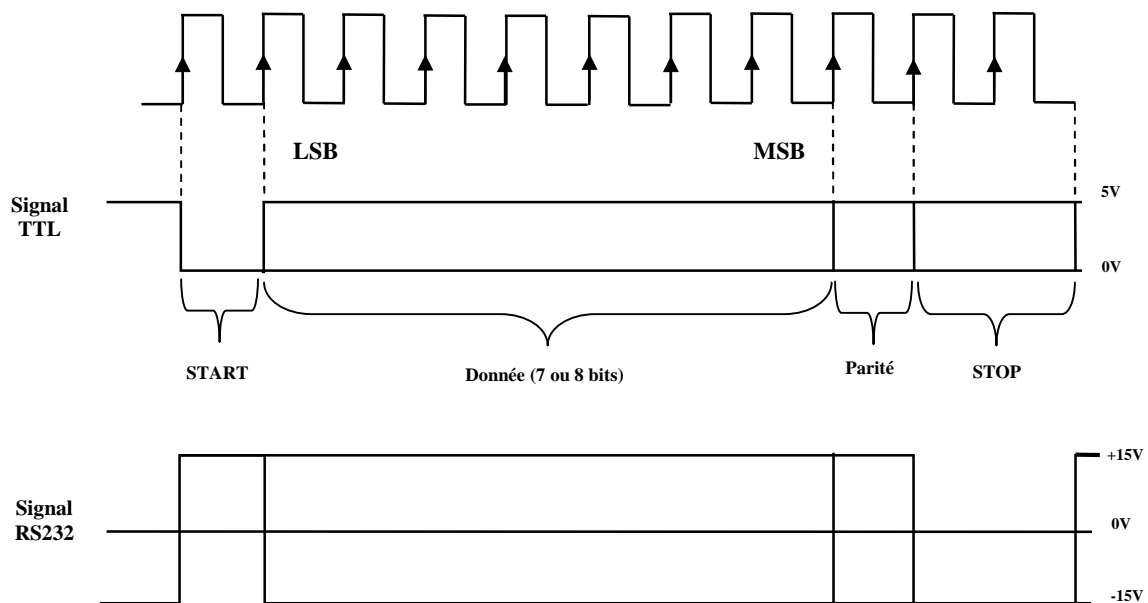 LSB MSB
Signal
TTL
5V
0V
START Donnée (7 ou 8 bits) Parité STOP
Signal
RS232
+15V
0V
-15V